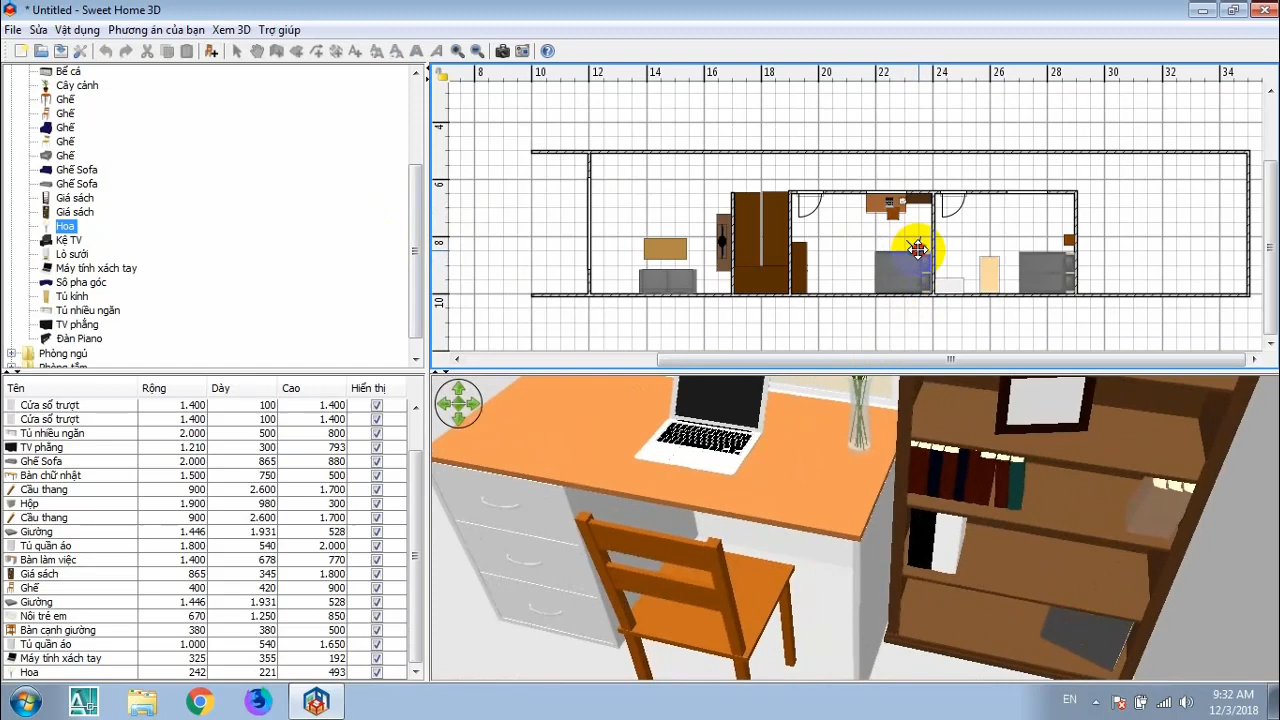 * Untitled - Sweet Home 3D
File Sửa Vật dụng Phương án của bạn Xem 3D Trợ giúp
Bể cá
Cây cảnh
Ghế
Ghế
Ghế
Ghế
Ghế
Ghế Sofa
Ghế Sofa
Giá sách
Giá sách
Hoa
Kệ TV
Lò sưởi
Máy tính xách tay
Sô pha góc
Tủ kính
Tủ nhiều ngăn
TV phẳng
Đàn Piano
Phòng ngủ
Phòng tắm
8 10 12 14 16 18 20 22 24 26 28 30 32 34
4
6
8
10
Tên Rộng Dày Cao Hiển thị
Cửa sổ trượt 1.400 100 1.400
Cửa sổ trượt 1.400 100 1.400
Tủ nhiều ngăn 2.000 500 800
TV phẳng 1.210 300 793
Ghế Sofa 2.000 865 880
Bàn chữ nhật 1.500 750 500
Cầu thang 900 2.600 1.700
Hộp 1.900 980 300
Cầu thang 900 2.600 1.700
Giường 1.446 1.931 528
Tủ quần áo 1.800 540 2.000
Bàn làm việc 1.400 678 770
Giá sách 865 345 1.800
Ghế 400 420 900
Giường 1.446 1.931 528
Nôi trẻ em 670 1.250 850
Bàn cạnh giường 380 380 500
Tủ quần áo 1.000 540 1.650
Máy tính xách tay 325 355 192
Hoa 242 221 493
EN
9:32 AM
12/3/2018